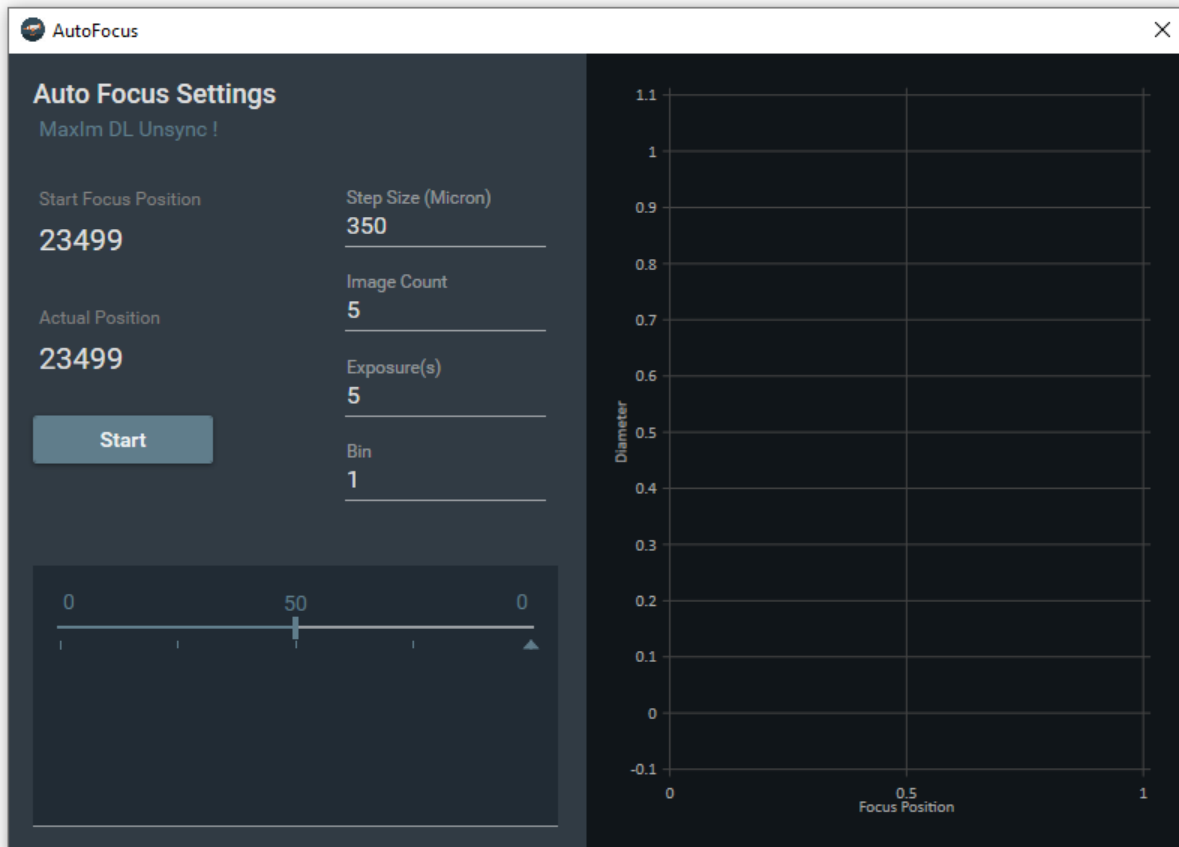 AutoFocus
Auto Focus Settings
MaxIm DL Unsync !
Start Focus Position
23499
Actual Position
23499
Start
Step Size (Micron)
350
Image Count
5
Exposure(s)
5
Bin
1
0 50 0
1.1
1
0.9
0.8
0.7
0.6
0.5
0.4
0.3
0.2
0.1
0
-0.1
Diameter
0 0.5 1
Focus Position